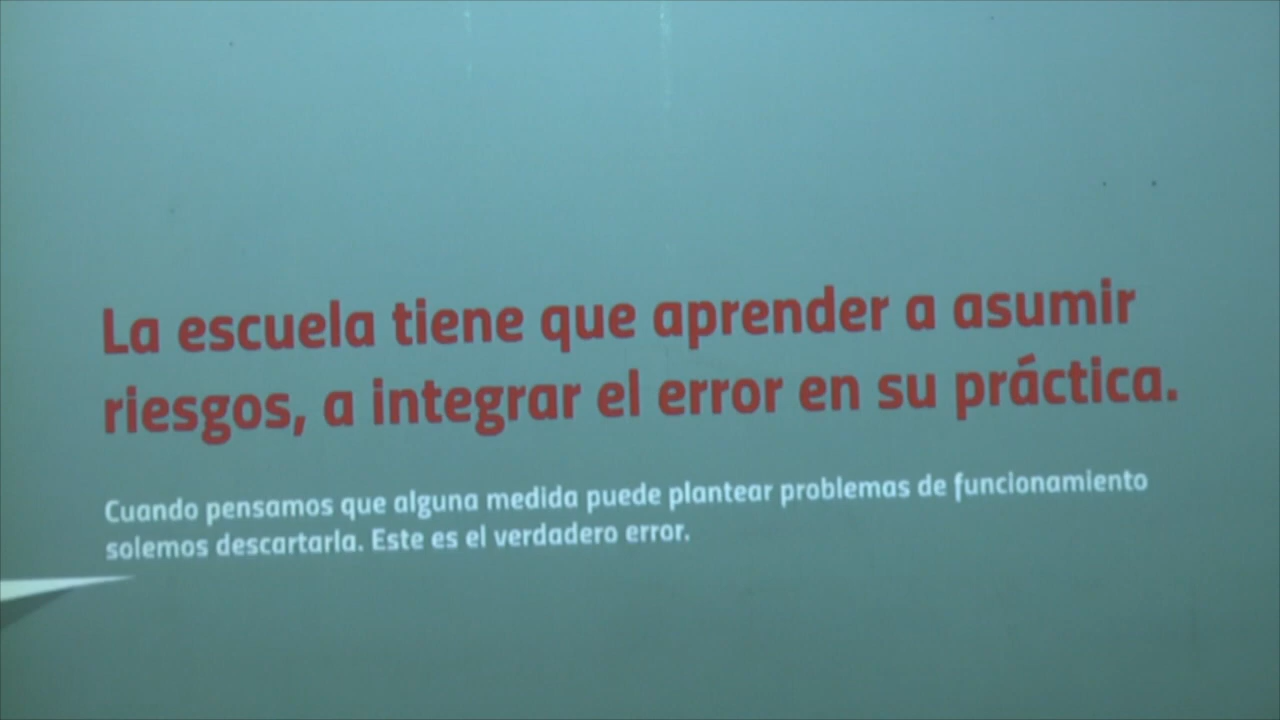 La escuela tiene que aprender a asumir
riesgos, a integrar el error en su práctica.
Cuando pensamos que alguna medida puede plantear problemas de funcionamiento
solemos descartarla. Este es el verdadero error.